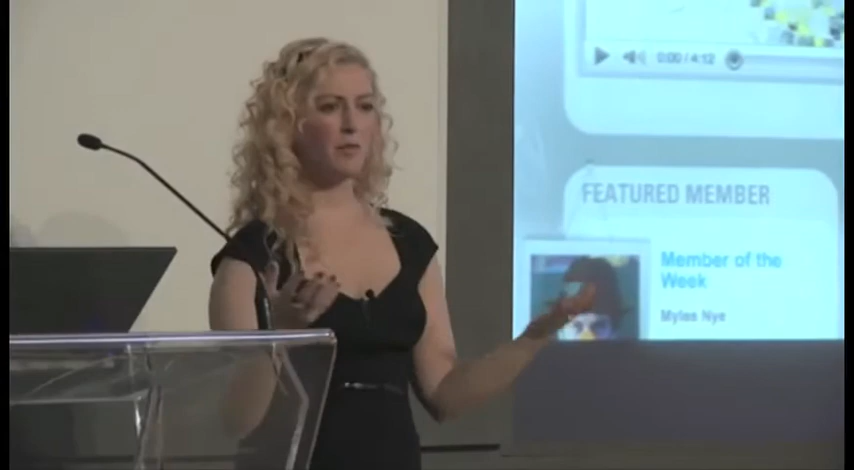 0:00 / 4:12
FEATURED MEMBER
Member of the
Week
Myles Nye